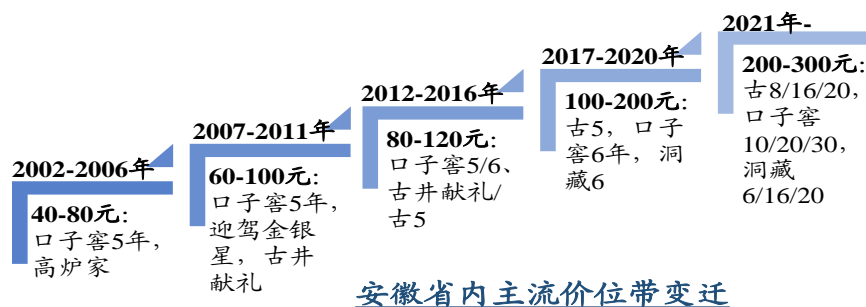 2002-2006年
40-80元：
口子窖5年，
高炉家
2007-2011年
60-100元：
口子窖5年，
迎驾金银
星，古井
献礼
2012-2016年
80-120元：
口子窖5/6、
古井献礼/
古5
2017-2020年
100-200元：
古5，口子
窖6年，洞
藏6
2021年-
200-300元：
古8/16/20，
口子窖
10/20/30，
洞藏
6/16/20
安徽省内主流价位带变迁